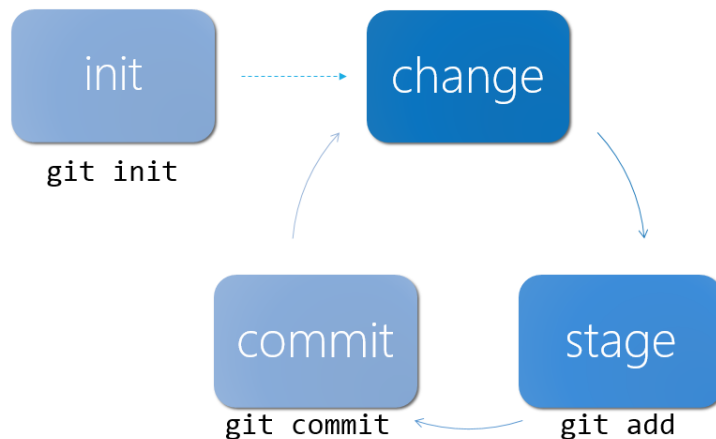 init
change
git init
commit
stage
git commit
git add